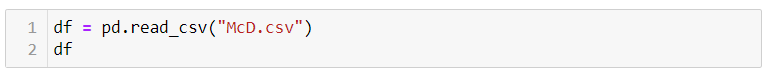 1 df = pd.read_csv("McD.csv")
2 df